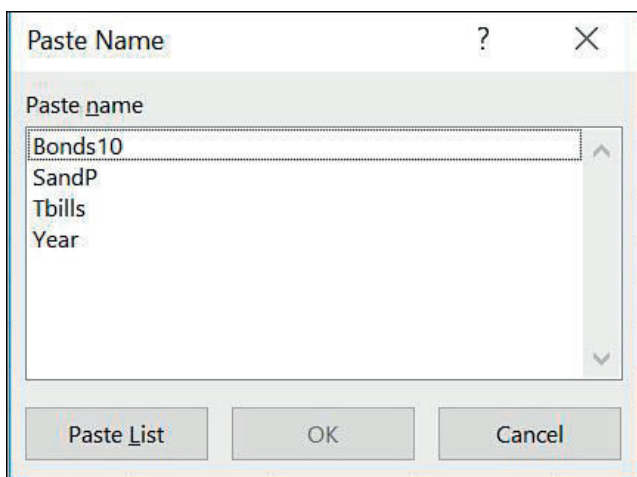 Paste Name ?
Paste name
Bonds10
SandP
Tbills
Year
Paste List OK Cancel